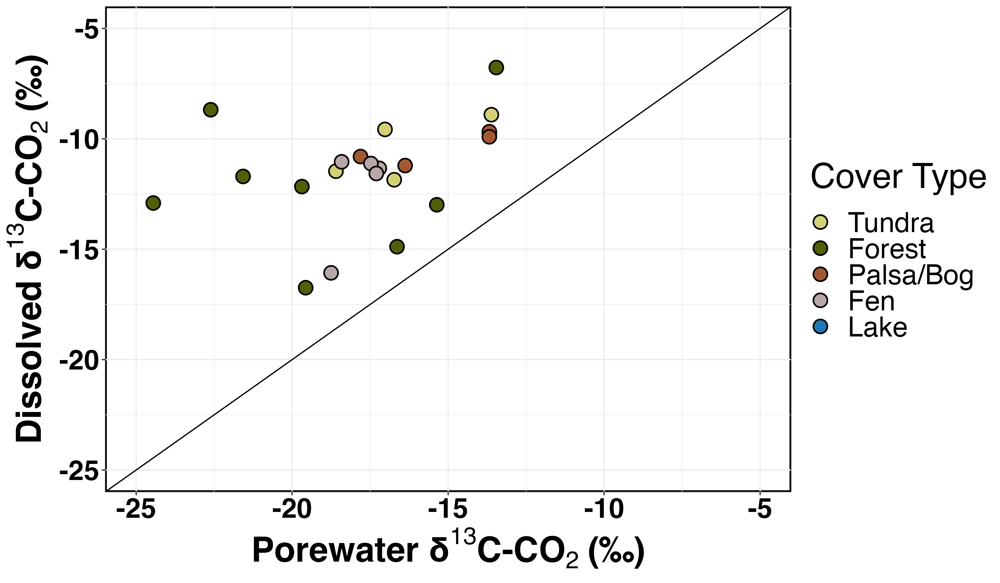 Dissolved δ¹³C-CO₂ (‰)
-5
-10
-15
-20
-25
-25 -20 -15 -10 -5
Porewater δ¹³C-CO₂ (‰)
Cover Type
Tundra
Forest
Palsa/Bog
Fen
Lake